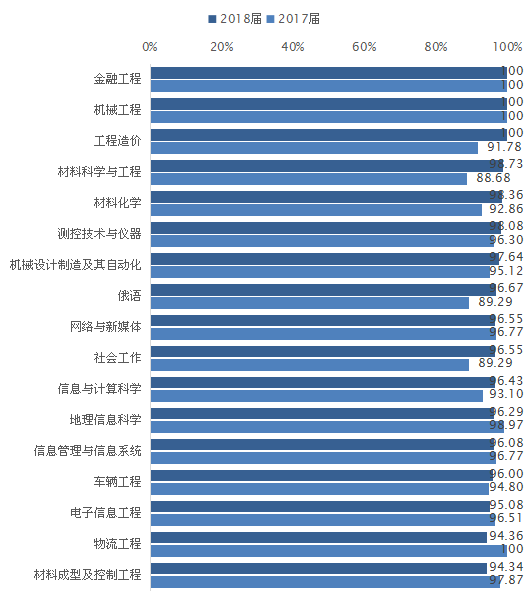 2018届 2017届
0% 20% 40% 60% 80% 100%
金融工程 100
100
机械工程 100
100
工程造价 100
91.78
材料科学与工程 98.73
88.68
材料化学 98.36
92.86
测控技术与仪器 98.08
96.30
机械设计制造及其自动化 97.64
95.12
俄语 96.67
89.29
网络与新媒体 96.55
96.77
社会工作 96.55
89.29
信息与计算科学 96.43
93.10
地理信息科学 96.29
98.97
信息管理与信息系统 96.08
96.77
车辆工程 96.00
94.80
电子信息工程 95.08
96.51
物流工程 94.36
100
材料成型及控制工程 94.34
97.87